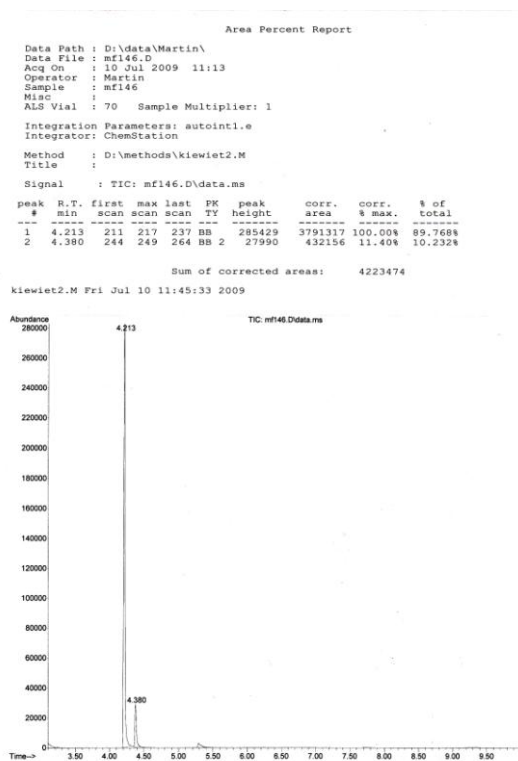 Area Percent Report
Data Path : D:\data\Martin\
Data File : mf146.D
Acq On : 10 Jul 2009 11:13
Operator : Martin
Sample : mf146
Misc :
ALS Vial : 70 Sample Multiplier: 1
Integration Parameters: autoint1.e
Integrator: ChemStation
Method : D:\methods\kiewiet2.M
Title :
Signal : TIC: mf146.D\data.ms
peak R.T. first max last PK peak corr. corr. % of
# min scan scan scan TY height area % max. total
--- ----- ----- ---- ---- --- ------- ------- ------ -------
1 4.213 211 217 237 BB 285429 3791317 100.00% 89.768%
2 4.380 244 249 264 BB 2 27990 432156 11.40% 10.232%
Sum of corrected areas: 4223474
kiewiet2.M Fri Jul 10 11:45:33 2009
Abundance TIC: mf146.D\data.ms
280000 4.213
260000
240000
220000
200000
180000
160000
140000
120000
100000
80000
60000
40000
4.380
20000
0
Time--> 3.50 4.00 4.50 5.00 5.50 6.00 6.50 7.00 7.50 8.00 8.50 9.00 9.50